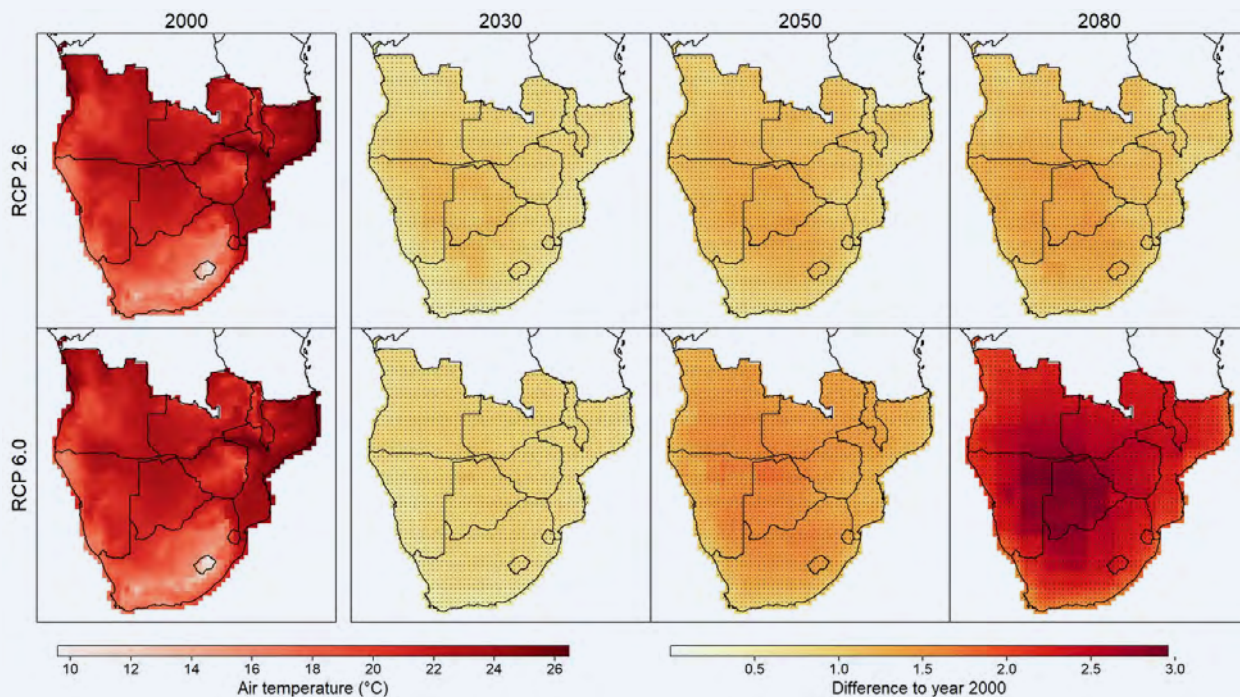 2000 2030 2050 2080
RCP 2.6
RCP 6.0
10 12 14 16 18 20 22 24 26
Air temperature (°C)
0.5 1.0 1.5 2.0 2.5 3.0
Difference to year 2000